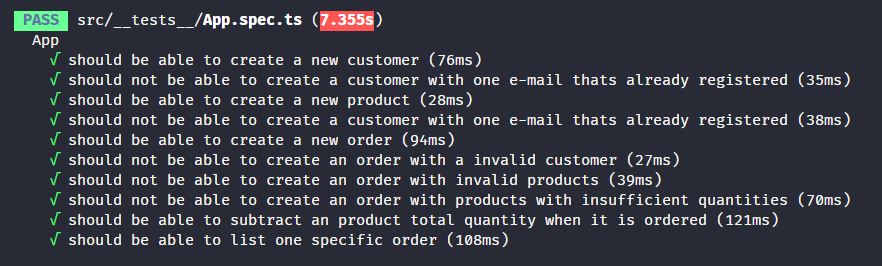 PASS src/__tests__/App.spec.ts (7.355s)
App
√ should be able to create a new customer (76ms)
√ should not be able to create a customer with one e-mail thats already registered (35ms)
√ should be able to create a new product (28ms)
√ should not be able to create a customer with one e-mail thats already registered (38ms)
√ should be able to create a new order (94ms)
√ should not be able to create an order with a invalid customer (27ms)
√ should not be able to create an order with invalid products (39ms)
√ should not be able to create an order with products with insufficient quantities (70ms)
√ should be able to subtract an product total quantity when it is ordered (121ms)
√ should be able to list one specific order (108ms)